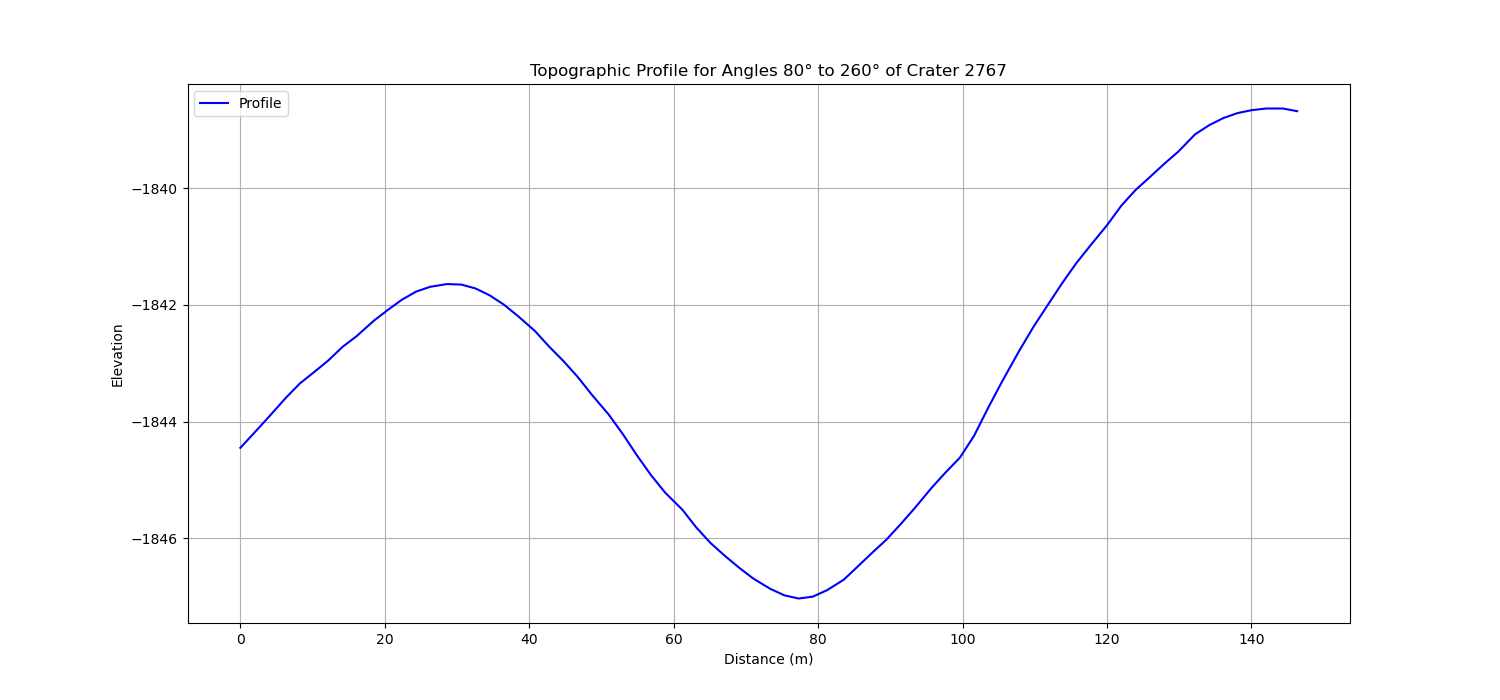 Topographic Profile for Angles 80° to 260° of Crater 2767
Profile
−1840
−1842
−1844
−1846
Elevation
0 20 40 60 80 100 120 140
Distance (m)